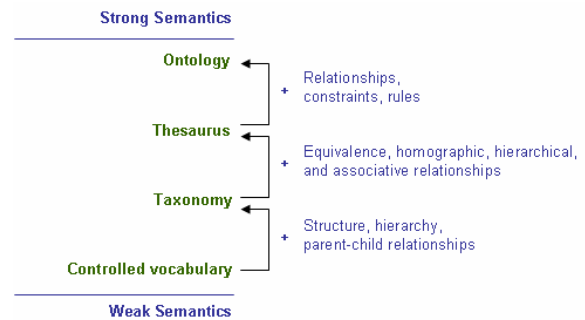 Strong Semantics
Ontology
+ Relationships,
constraints, rules
Thesaurus
+ Equivalence, homographic, hierarchical,
and associative relationships
Taxonomy
+ Structure, hierarchy,
parent-child relationships
Controlled vocabulary
Weak Semantics